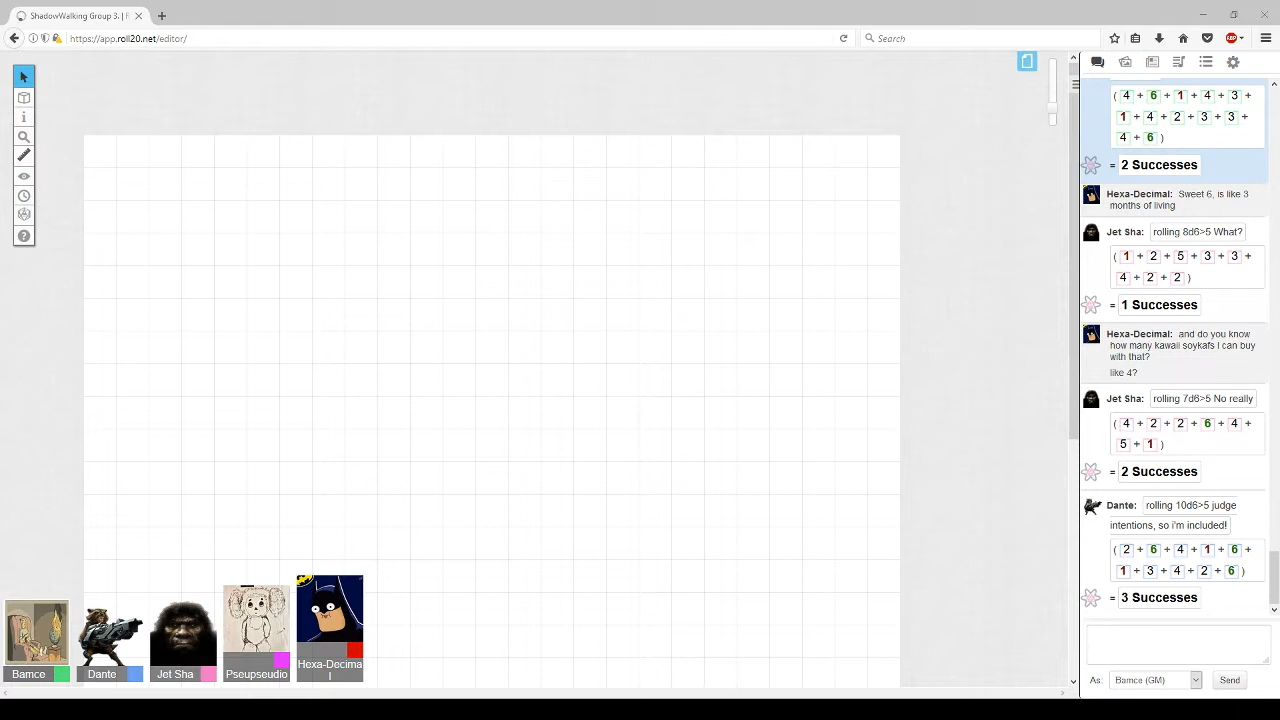 ShadowWalking Group 3. | F
https://app.roll20.net/editor/
Search
ABP
( 4 + 6 + 1 + 4 + 3 +
1 + 4 + 2 + 3 + 3 +
4 + 6 )
= 2 Successes
Hexa-Decimal: Sweet 6, is like 3
months of living
Jet Sha: rolling 8d6>5 What?
( 1 + 2 + 5 + 3 + 3 +
4 + 2 + 2 )
= 1 Successes
Hexa-Decimal: and do you know
how many kawaii soykafs I can buy
with that?
like 4?
Jet Sha: rolling 7d6>5 No really
( 4 + 2 + 2 + 6 + 4 +
5 + 1 )
= 2 Successes
Dante: rolling 10d6>5 judge
intentions, so i'm included!
( 2 + 6 + 4 + 1 + 6 +
1 + 3 + 4 + 2 + 6 )
= 3 Successes
As: Bamce (GM) Send
Bamce
Dante
Jet Sha
Pseupseudio
Hexa-Decima
l